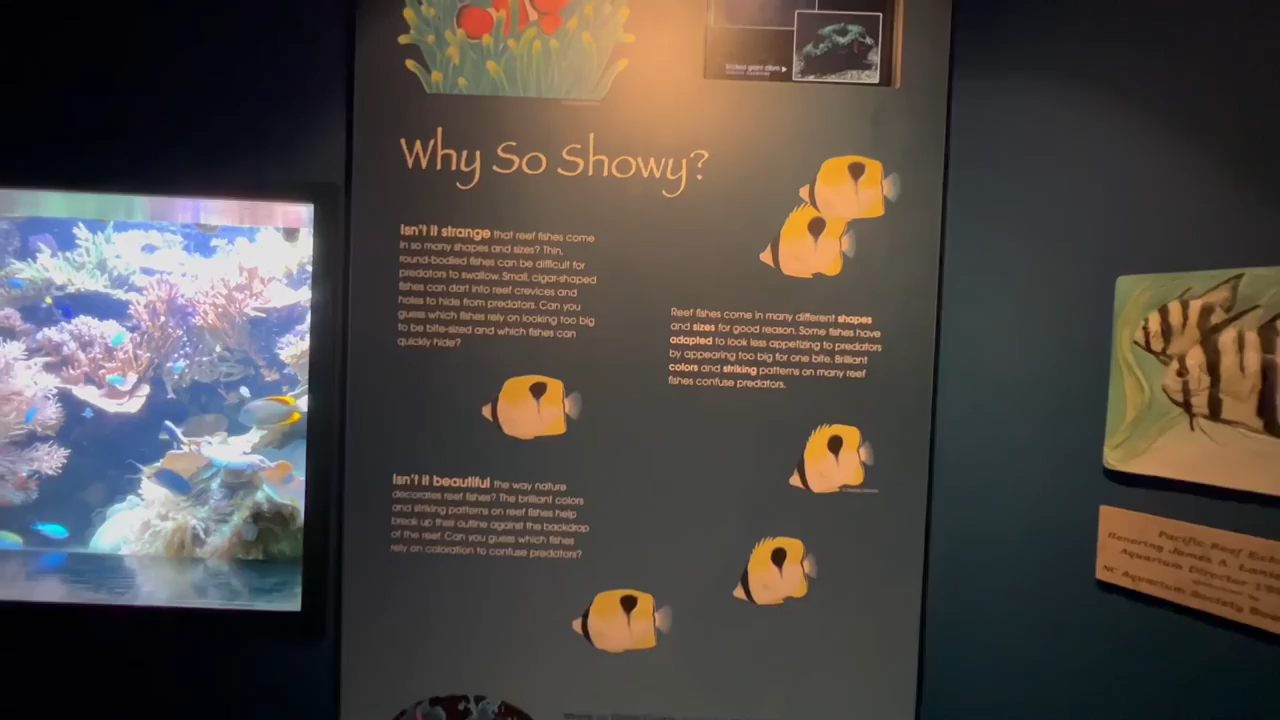 Why So Showy?
Isn't it strange that reef fishes come
in so many shapes and sizes? Thin,
round-bodied fishes can be difficult for
predators to swallow. Small, cigar-shaped
fishes can dart into reef crevices and
holes to hide from predators. Can you
guess which fishes rely on looking too big
to be bite-sized and which fishes can
quickly hide?
Reef fishes come in many different shapes
and sizes for good reason. Some fishes have
adapted to look less appetizing to predators
by appearing too big for one bite. Brilliant
colors and striking patterns on many reef
fishes confuse predators.
Isn't it beautiful the way nature
decorates reef fishes? The brilliant colors
and striking patterns on reef fishes help
break up their outline against the backdrop
of the reef. Can you guess which fishes
rely on coloration to confuse predators?
Pacific Reef
Honoring James A.
Aquarium Director
NC Aquarium Society